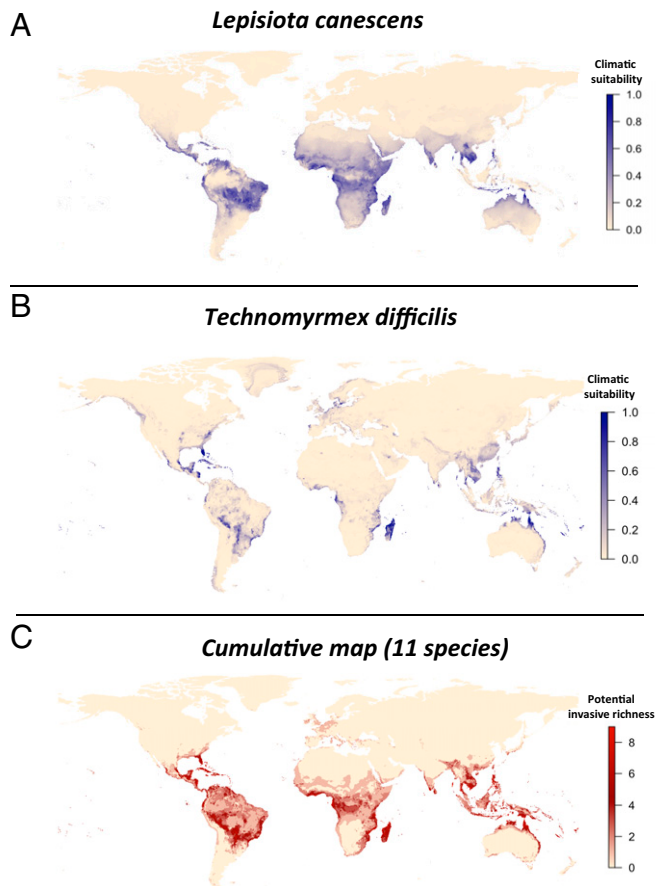 A
Lepisiota canescens
Climatic
suitability
1.0
0.8
0.6
0.4
0.2
0.0
B
Technomyrmex difficilis
Climatic
suitability
1.0
0.8
0.6
0.4
0.2
0.0
C
Cumulative map (11 species)
Potential
invasive richness
8
6
4
2
0